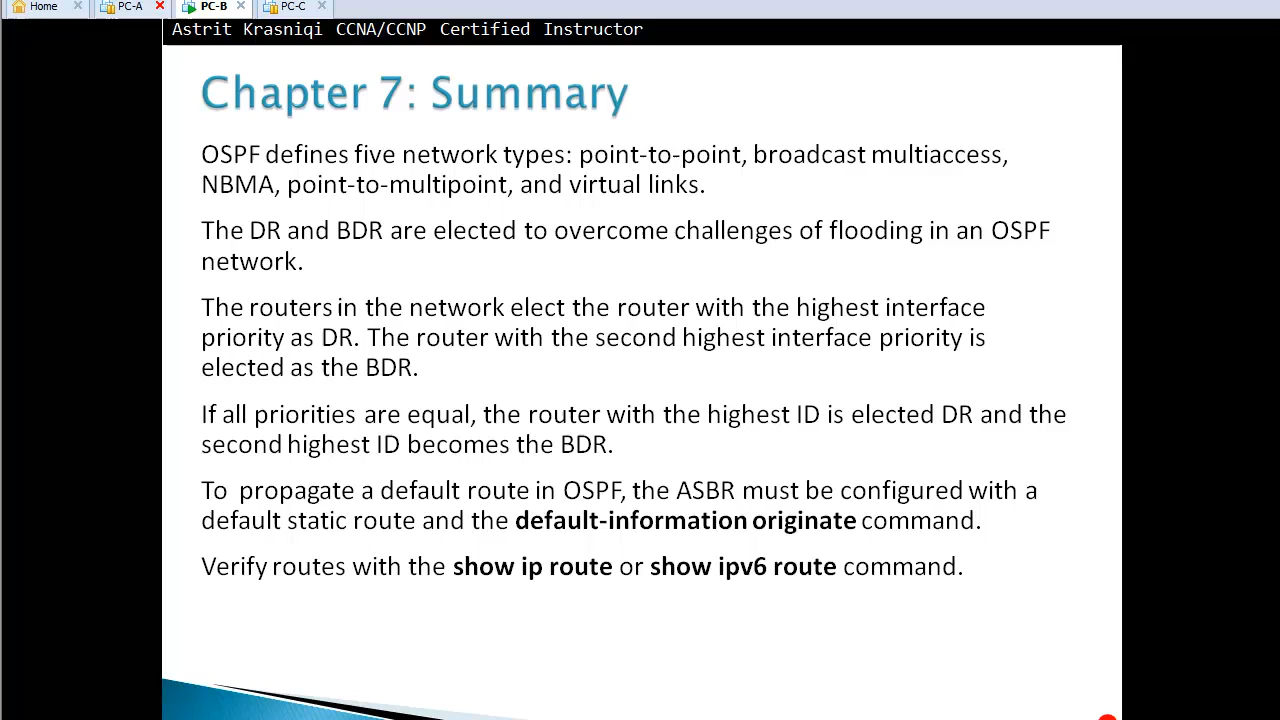 Home PC-A PC-B PC-C
Astrit Krasniqi CCNA/CCNP Certified Instructor
Chapter 7: Summary
OSPF defines five network types: point-to-point, broadcast multiaccess,
NBMA, point-to-multipoint, and virtual links.
The DR and BDR are elected to overcome challenges of flooding in an OSPF
network.
The routers in the network elect the router with the highest interface
priority as DR. The router with the second highest interface priority is
elected as the BDR.
If all priorities are equal, the router with the highest ID is elected DR and the
second highest ID becomes the BDR.
To propagate a default route in OSPF, the ASBR must be configured with a
default static route and the default-information originate command.
Verify routes with the show ip route or show ipv6 route command.